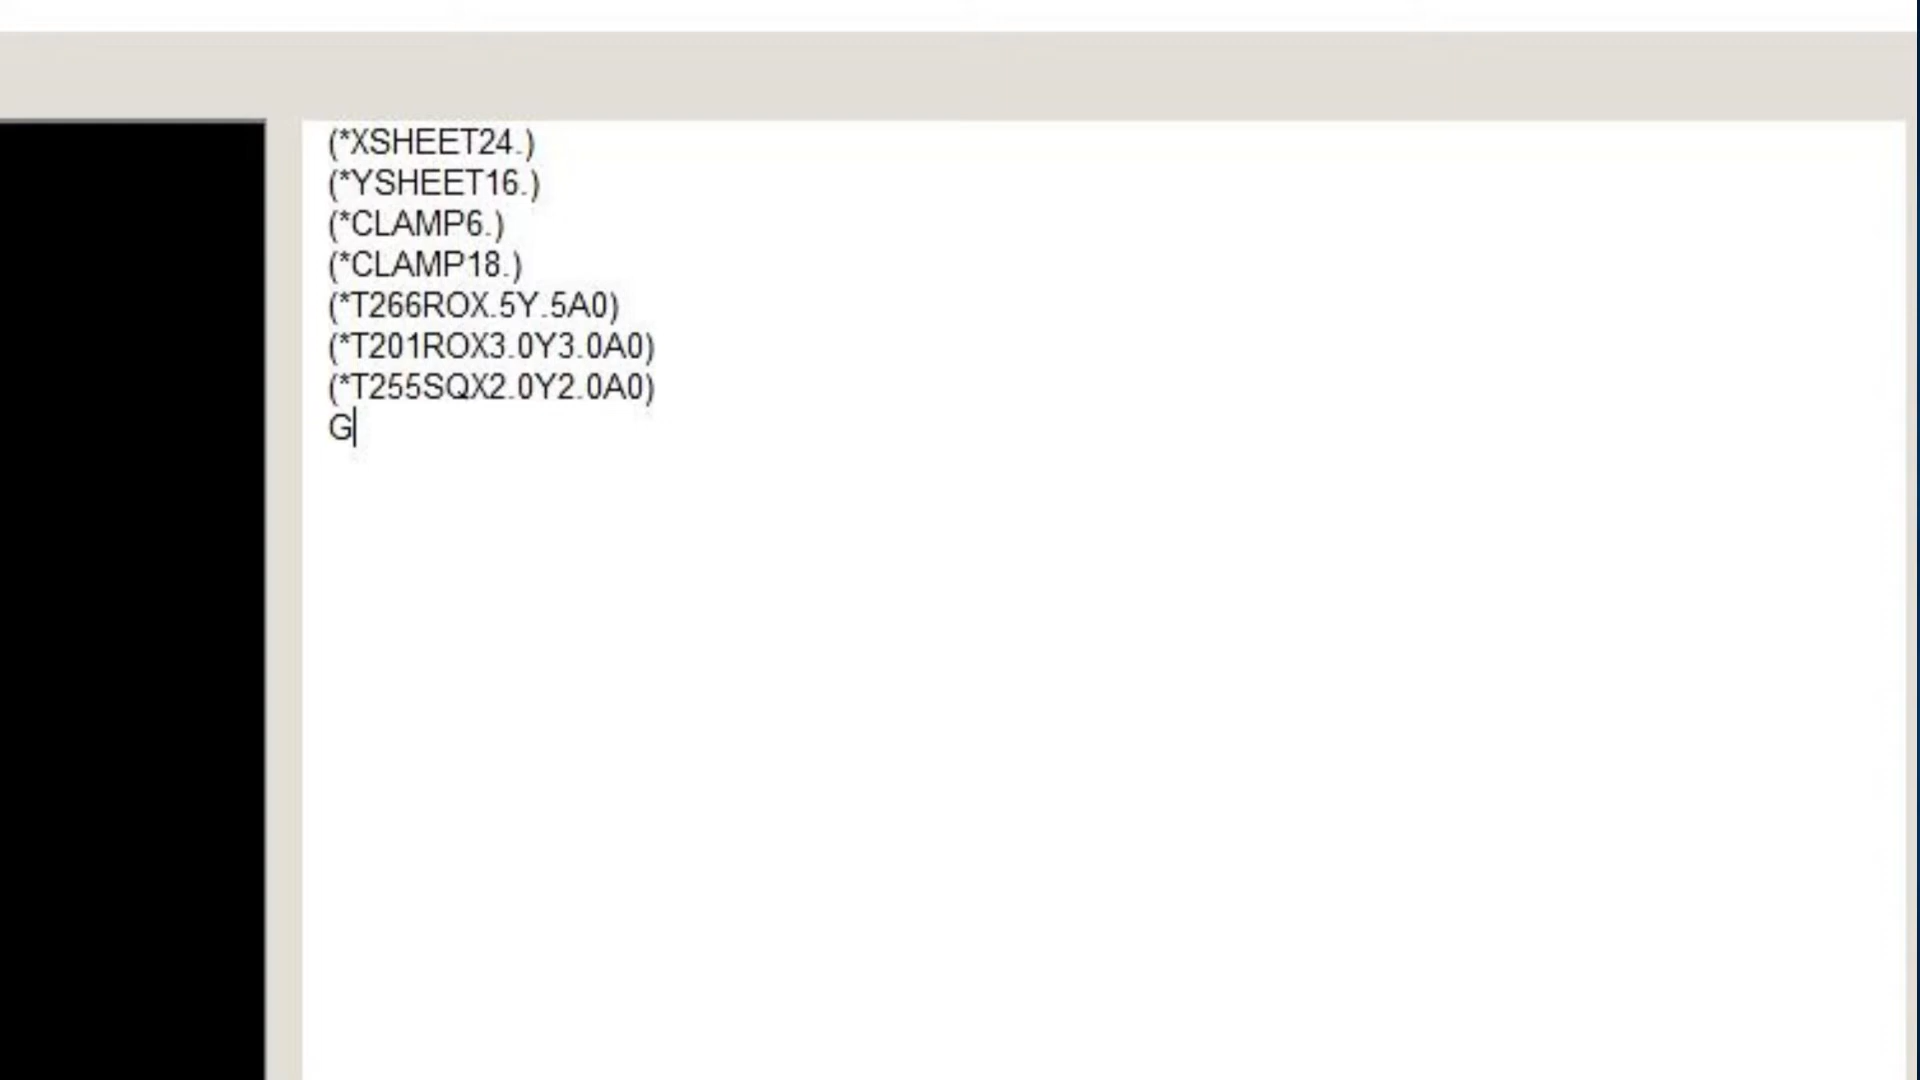 (*XSHEET24.)
(*YSHEET16.)
(*CLAMP6.)
(*CLAMP18.)
(*T266ROX.5Y.5A0)
(*T201ROX3.0Y3.0A0)
(*T255SQX2.0Y2.0A0)
G